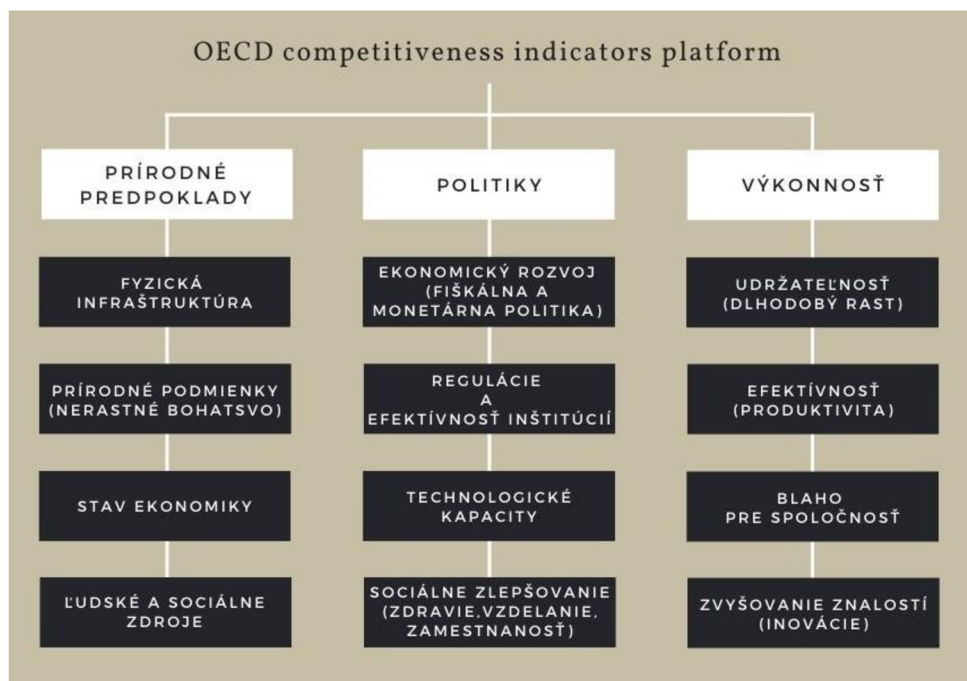 OECD competitiveness indicators platform
PRÍRODNÉ
PREDPOKLADY
FYZICKÁ
INFRAŠTRUKTÚRA
PRÍRODNÉ PODMIENKY
(NERASTNÉ BOHATSVO)
STAV EKONOMIKY
ĽUDSKÉ A SOCIÁLNE
ZDROJE
POLITIKY
EKONOMICKÝ ROZVOJ
(FIŠKÁLNA A
MONETÁRNA POLITIKA)
REGULÁCIE
A
EFEKTÍVNOSŤ INŠTITÚCIÍ
TECHNOLOGICKÉ
KAPACITY
SOCIÁLNE ZLEPŠOVANIE
(ZDRAVIE,VZDELANIE,
ZAMESTNANOSŤ)
VÝKONNOSŤ
UDRŽATEĽNOSŤ
(DLHODOBÝ RAST)
EFEKTÍVNOSŤ
(PRODUKTIVITA)
BLAHO
PRE SPOLOČNOSŤ
ZVYŠOVANIE ZNALOSTÍ
(INOVÁCIE)